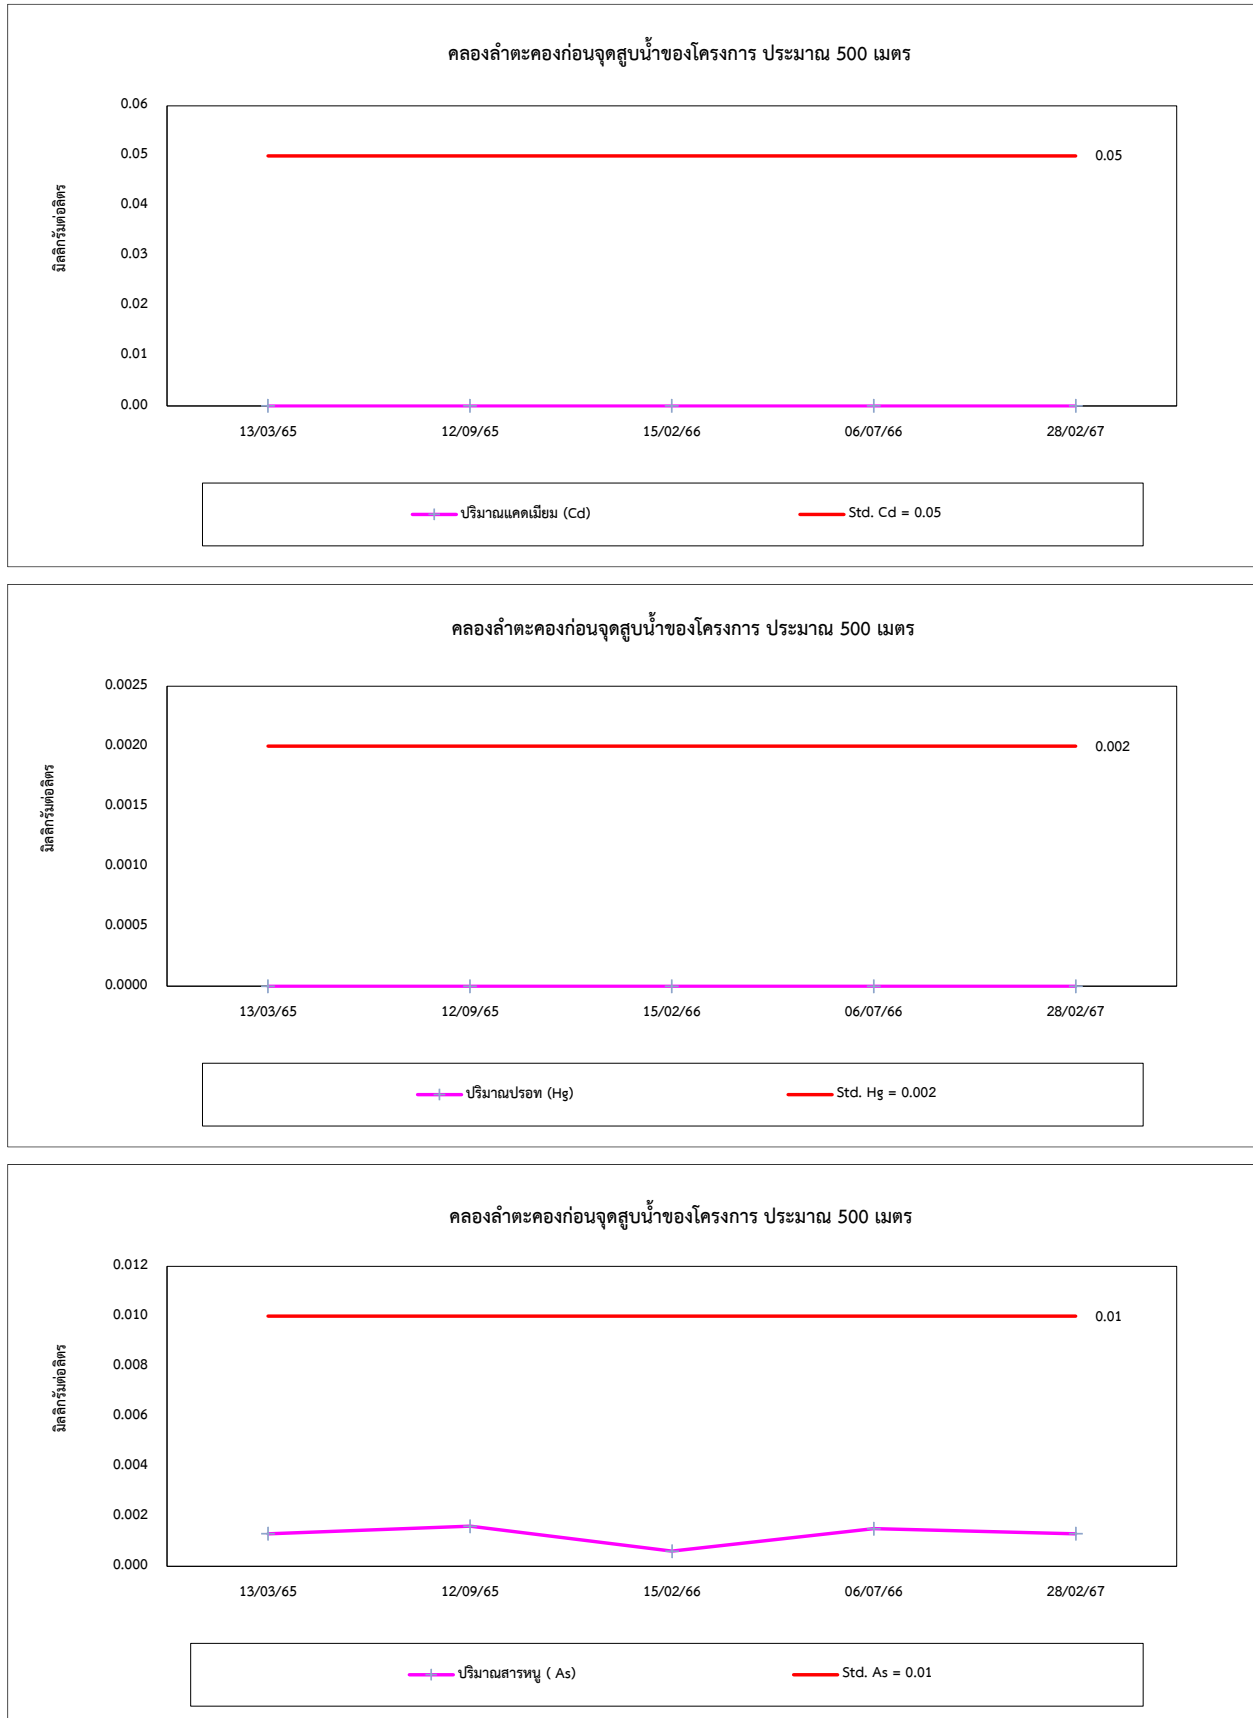 คลองลำตะคองก่อนจุดสูบน้ำของโครงการ ประมาณ 500 เมตร
มิลลิกรัมต่อลิตร
0.06
0.05
0.04
0.03
0.02
0.01
0.00
0.05
13/03/65 12/09/65 15/02/66 06/07/66 28/02/67
ปริมาณแคดเมียม (Cd) Std. Cd = 0.05
คลองลำตะคองก่อนจุดสูบน้ำของโครงการ ประมาณ 500 เมตร
มิลลิกรัมต่อลิตร
0.0025
0.0020
0.0015
0.0010
0.0005
0.0000
0.002
13/03/65 12/09/65 15/02/66 06/07/66 28/02/67
ปริมาณปรอท (Hg) Std. Hg = 0.002
คลองลำตะคองก่อนจุดสูบน้ำของโครงการ ประมาณ 500 เมตร
มิลลิกรัมต่อลิตร
0.012
0.010
0.008
0.006
0.004
0.002
0.000
0.01
13/03/65 12/09/65 15/02/66 06/07/66 28/02/67
ปริมาณสารหนู ( As) Std. As = 0.01